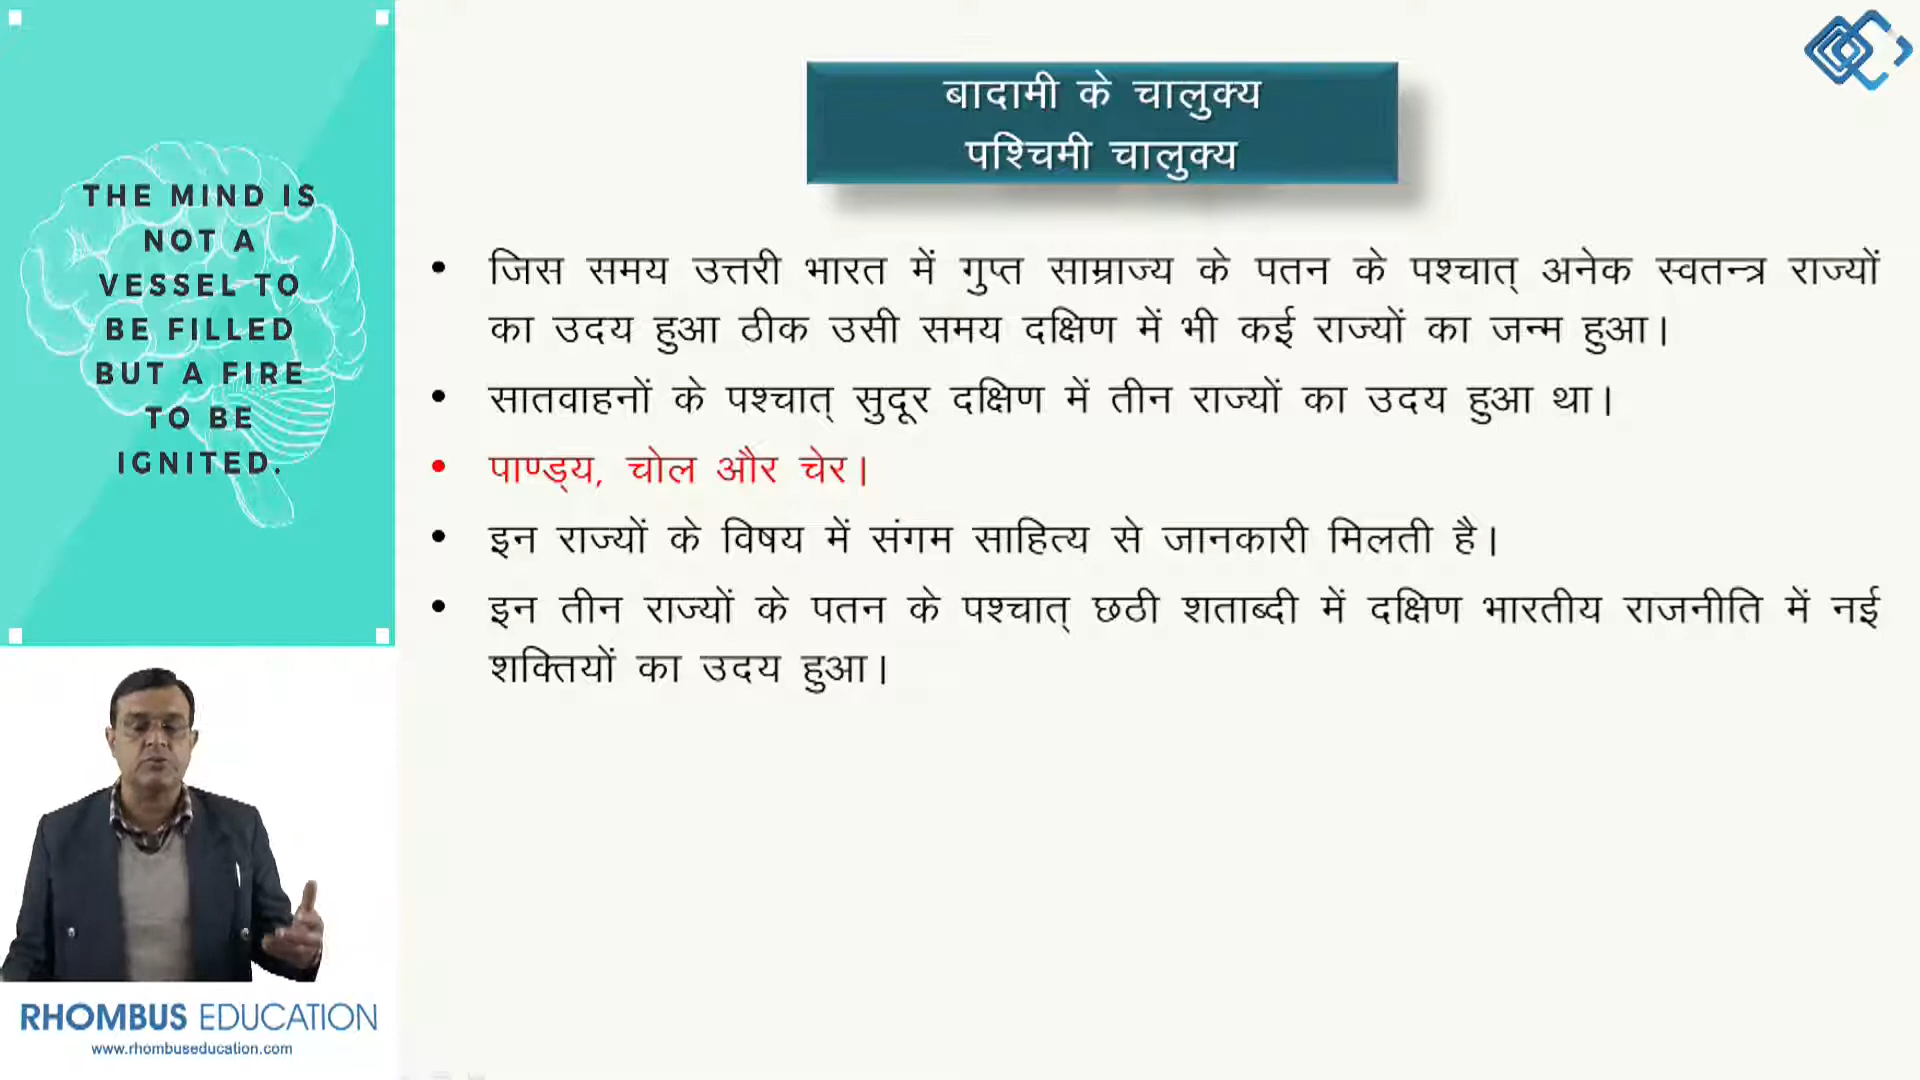 THE MIND IS
NOT A
VESSEL TO
BE FILLED
BUT A FIRE
TO BE
IGNITED.
RHOMBUS EDUCATION
www.rhombuseducation.com
बादामी के चालुक्य
पश्चिमी चालुक्य
• जिस समय उत्तरी भारत में गुप्त साम्राज्य के पतन के पश्चात् अनेक स्वतन्त्र राज्यों
का उदय हुआ ठीक उसी समय दक्षिण में भी कई राज्यों का जन्म हुआ।
• सातवाहनों के पश्चात् सुदूर दक्षिण में तीन राज्यों का उदय हुआ था।
• पाण्ड्य, चोल और चेर।
• इन राज्यों के विषय में संगम साहित्य से जानकारी मिलती है।
• इन तीन राज्यों के पतन के पश्चात् छठी शताब्दी में दक्षिण भारतीय राजनीति में नई
शक्तियों का उदय हुआ।